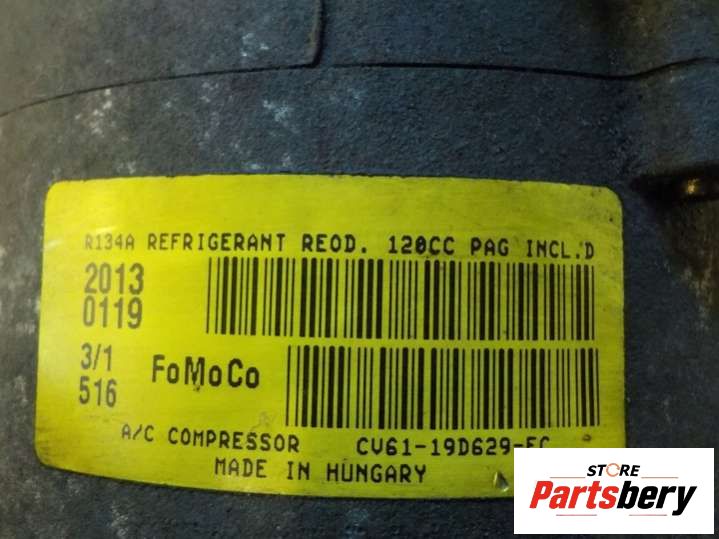 R134A REFRIGERANT REQD. 120CC PAG INCL.D
2013
0119
3/1
516
FoMoCo
A/C COMPRESSOR CV61-19D629-FC
MADE IN HUNGARY
STORE
Partsbery